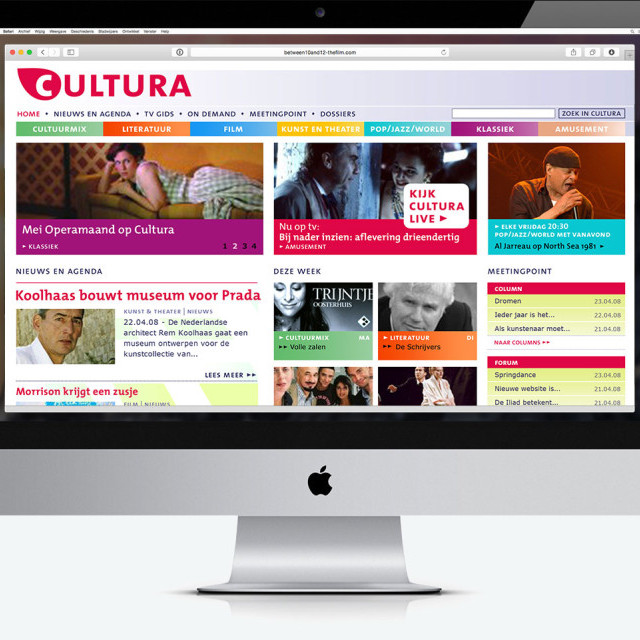 Safari Archief Wijzig Weergave Geschiedenis Bladwijzers Ontwikkel Venster Help
between10and12-thefilm.com
CULTURA
HOME • NIEUWS EN AGENDA • TV GIDS • ON DEMAND • MEETINGPOINT • DOSSIERS
ZOEK IN CULTURA
CULTUURMIX LITERATUUR FILM KUNST EN THEATER POP/JAZZ/WORLD KLASSIEK AMUSEMENT
Mei Operamaand op Cultura
KLASSIEK
1 2 3 4
KIJK
CULTURA
LIVE
Nu op tv:
Bij nader inzien: aflevering drieendertig
AMUSEMENT
ELKE VRIJDAG 20:30
POP/JAZZ/WORLD MET VANAVOND
Al Jarreau op North Sea 1981
NIEUWS EN AGENDA
Koolhaas bouwt museum voor Prada
KUNST & THEATER | NIEUWS
22.04.08 - De Nederlandse
architect Rem Koolhaas gaat een
museum ontwerpen voor de
kunstcollectie van...
LEES MEER
Morrison krijgt een zusje
FILM | NIEUWS
DEZE WEEK
TRIJNTJE
OOSTERHUIS
CULTUURMIX MA
Volle zalen
LITERATUUR DI
De Schrijvers
MEETINGPOINT
COLUMN
Dromen 23.04.08
Ieder jaar is het... 22.04.08
Als kunstenaar moet... 21.04.08
NAAR COLUMNS
FORUM
Springdance 23.04.08
Nieuwe website is... 21.04.08
De Iliad betekent... 21.04.08